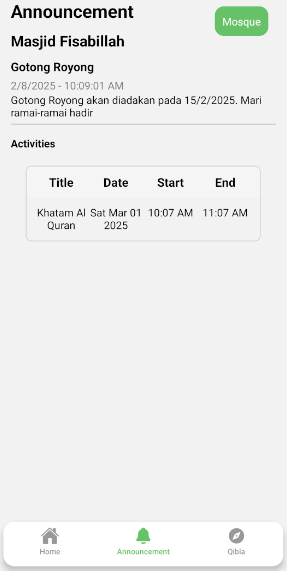 Announcement
Mosque
Masjid Fisabillah
Gotong Royong
2/8/2025 - 10:09:01 AM
Gotong Royong akan diadakan pada 15/2/2025. Mari
ramai-ramai hadir
Activities
Title Date Start End
Khatam Al Sat Mar 01 10:07 AM 11:07 AM
Quran 2025
Home Announcement Qibla